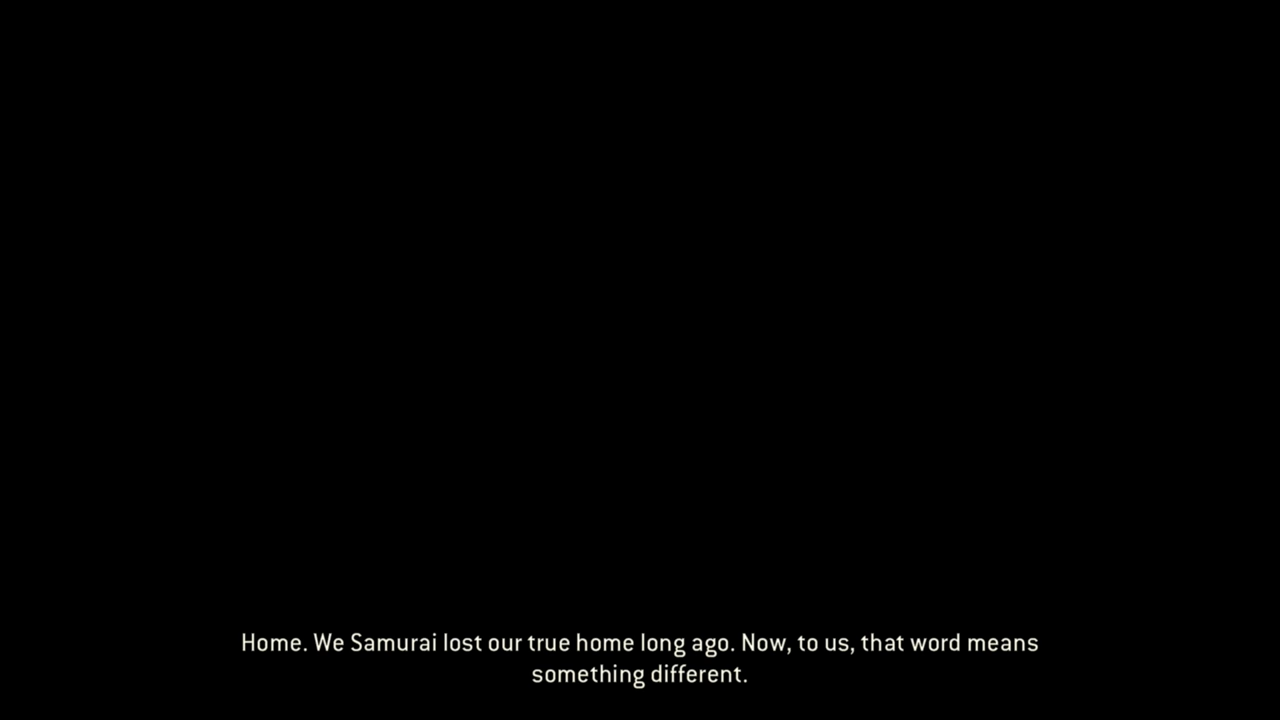 Home. We Samurai lost our true home long ago. Now, to us, that word means
something different.